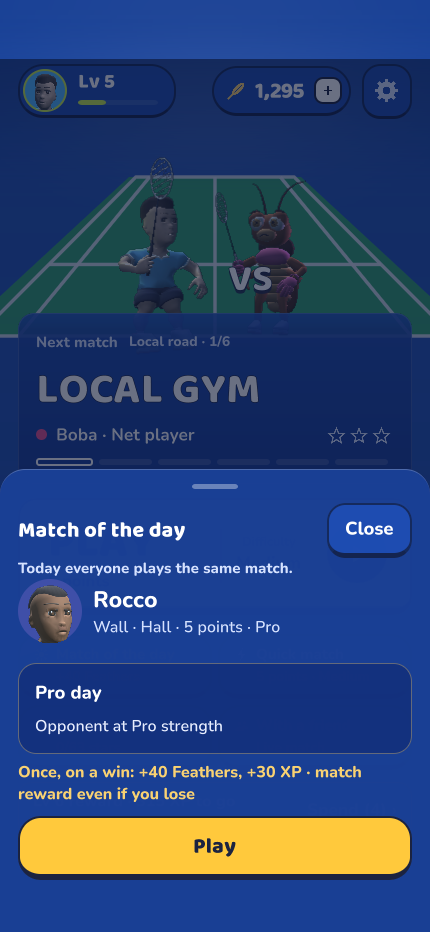 Lv 5
1,295
+
VS
Next match Local road · 1/6
LOCAL GYM
Boba · Net player
Match of the day
Close
Today everyone plays the same match.
Rocco
Wall · Hall · 5 points · Pro
Pro day
Opponent at Pro strength
Once, on a win: +40 Feathers, +30 XP · match
reward even if you lose
Play